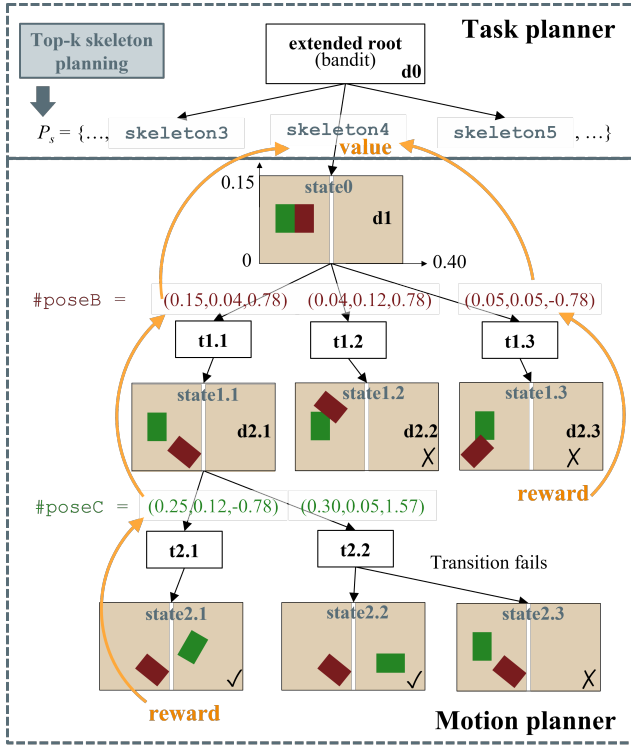 Top-k skeleton
planning
extended root
(bandit)
d0
Task planner
Pₛ = {..., skeleton3 skeleton4 skeleton5 , ...}
value
0.15
state0
d1
0
0.40
#poseB = (0.15,0.04,0.78) (0.04,0.12,0.78) (0.05,0.05,-0.78)
t1.1 t1.2 t1.3
state1.1 state1.2 state1.3
d2.1 d2.2 d2.3
✗ ✗
reward
#poseC = (0.25,0.12,-0.78) (0.30,0.05,1.57)
t2.1 t2.2
Transition fails
state2.1 state2.2 state2.3
✓ ✓ ✗
reward
Motion planner